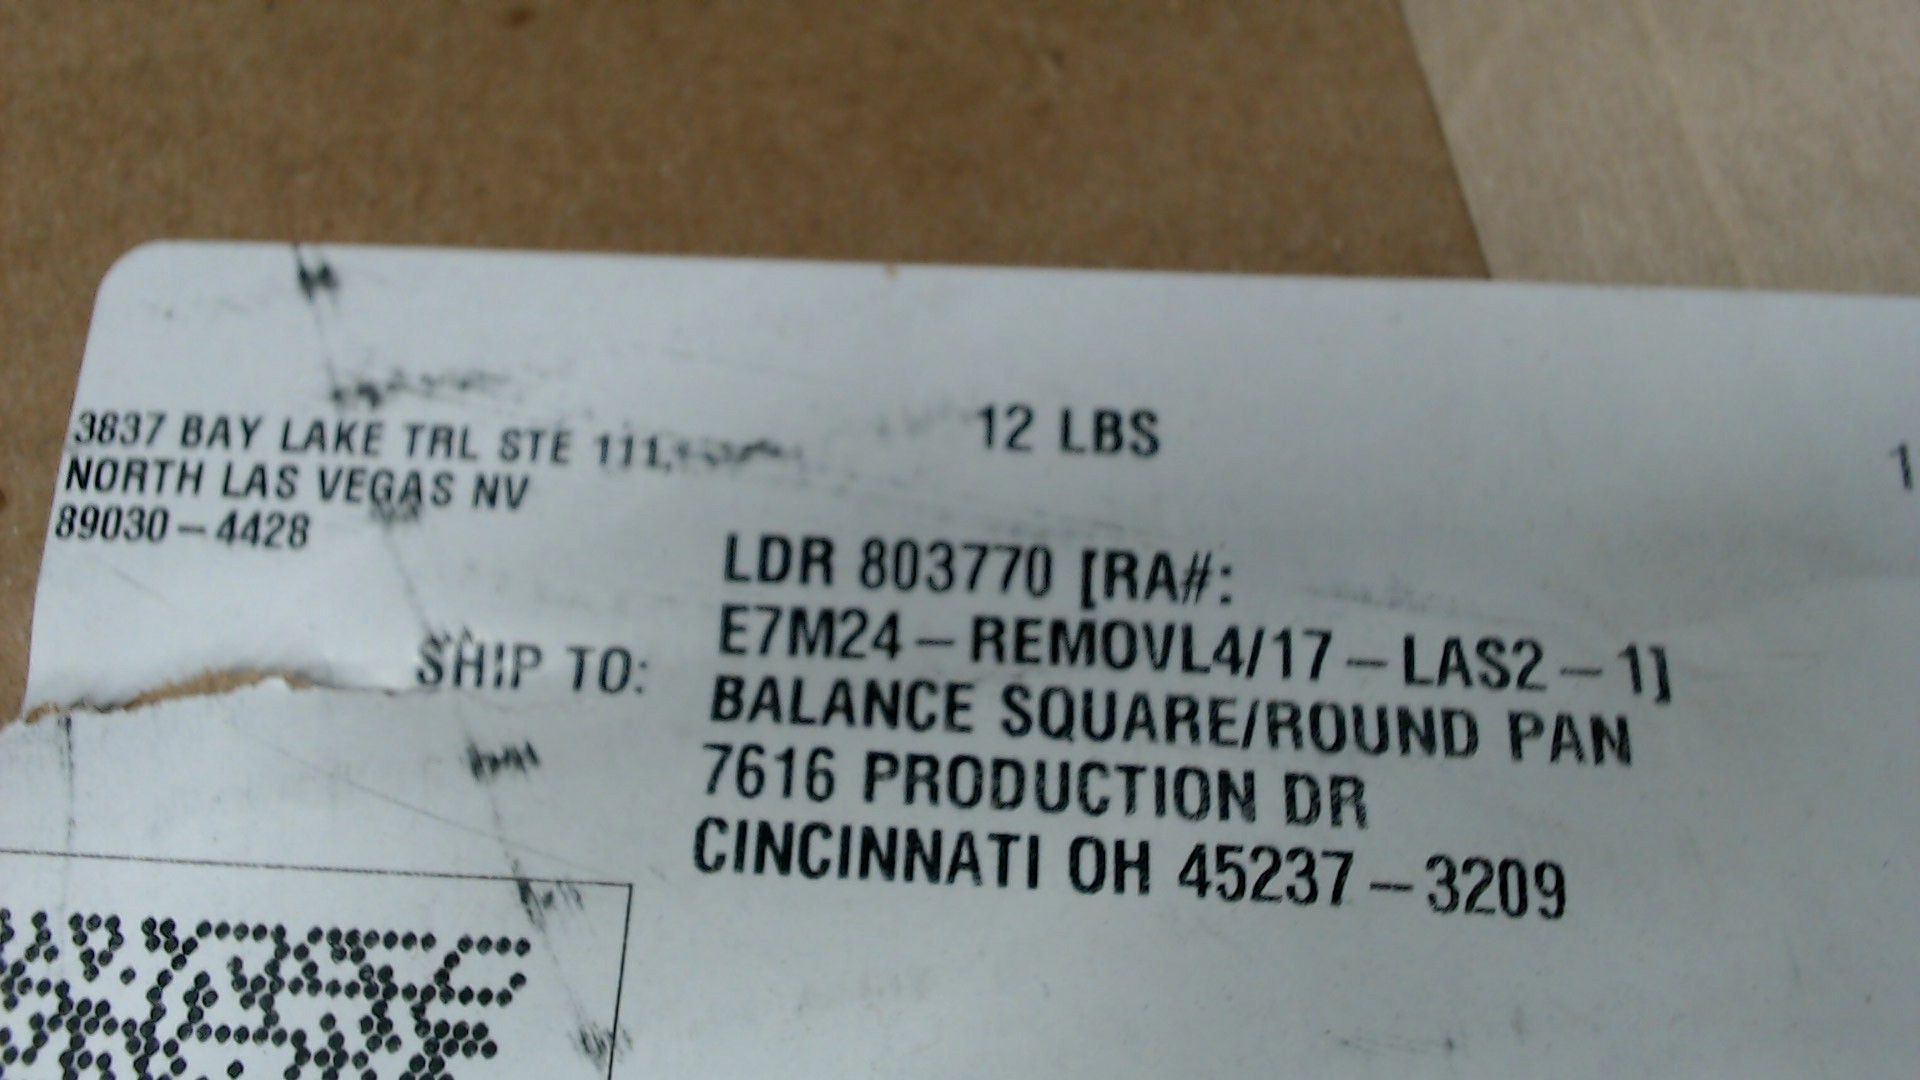 3837 BAY LAKE TRL STE 111,
NORTH LAS VEGAS NV
89030-4428
12 LBS
1
SHIP TO:
LDR 803770 [RA#:
E7M24-REMOVL4/17-LAS2-1]
BALANCE SQUARE/ROUND PAN
7616 PRODUCTION DR
CINCINNATI OH 45237-3209